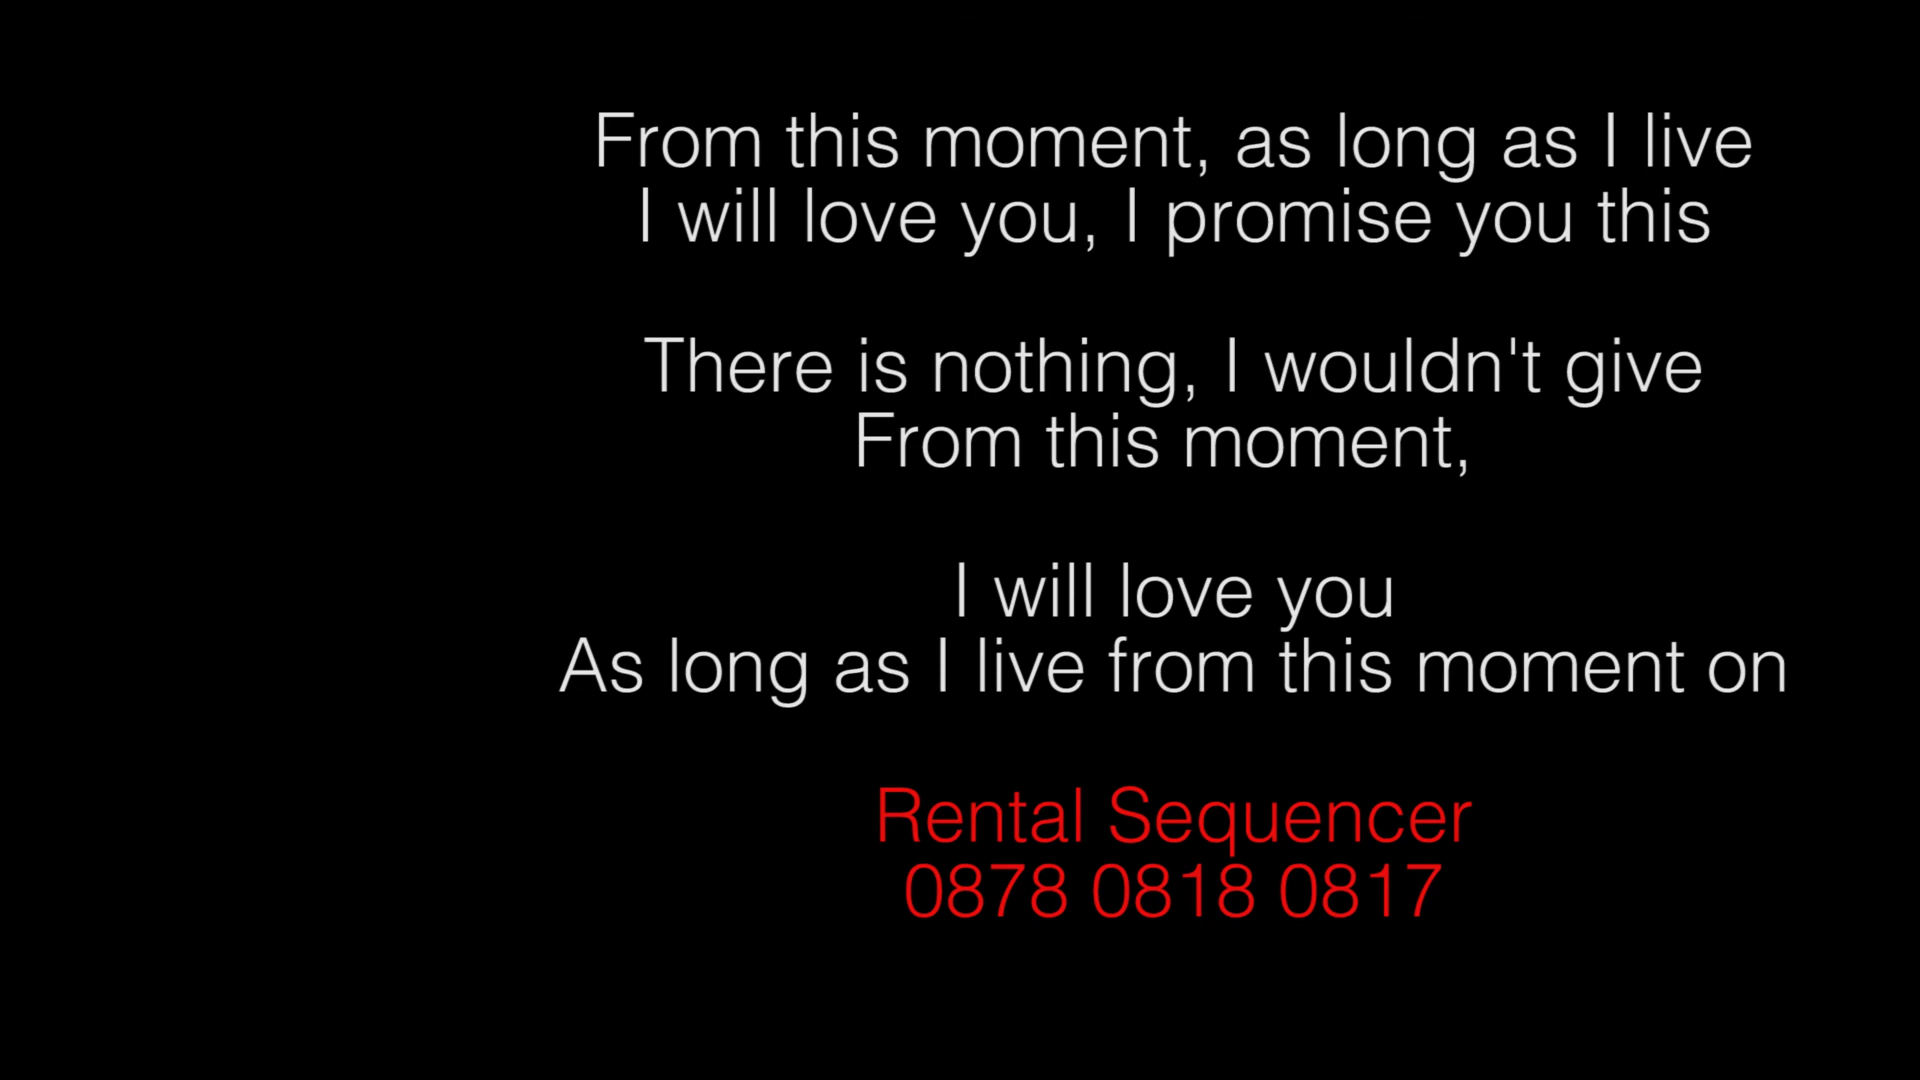 From this moment, as long as I live
I will love you, I promise you this
There is nothing, I wouldn't give
From this moment,
I will love you
As long as I live from this moment on
Rental Sequencer
0878 0818 0817